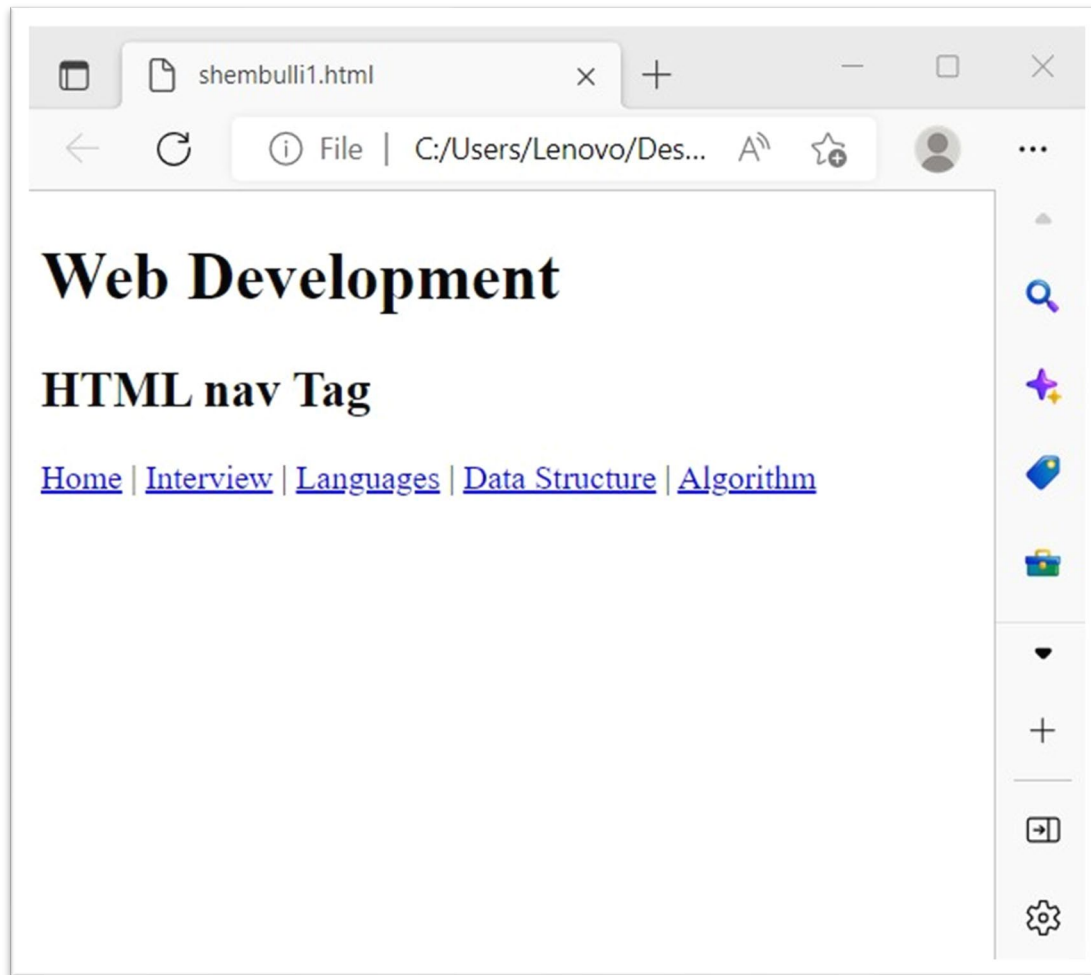 shembulli1.html
File | C:/Users/Lenovo/Des...
Web Development
HTML nav Tag
Home | Interview | Languages | Data Structure | Algorithm